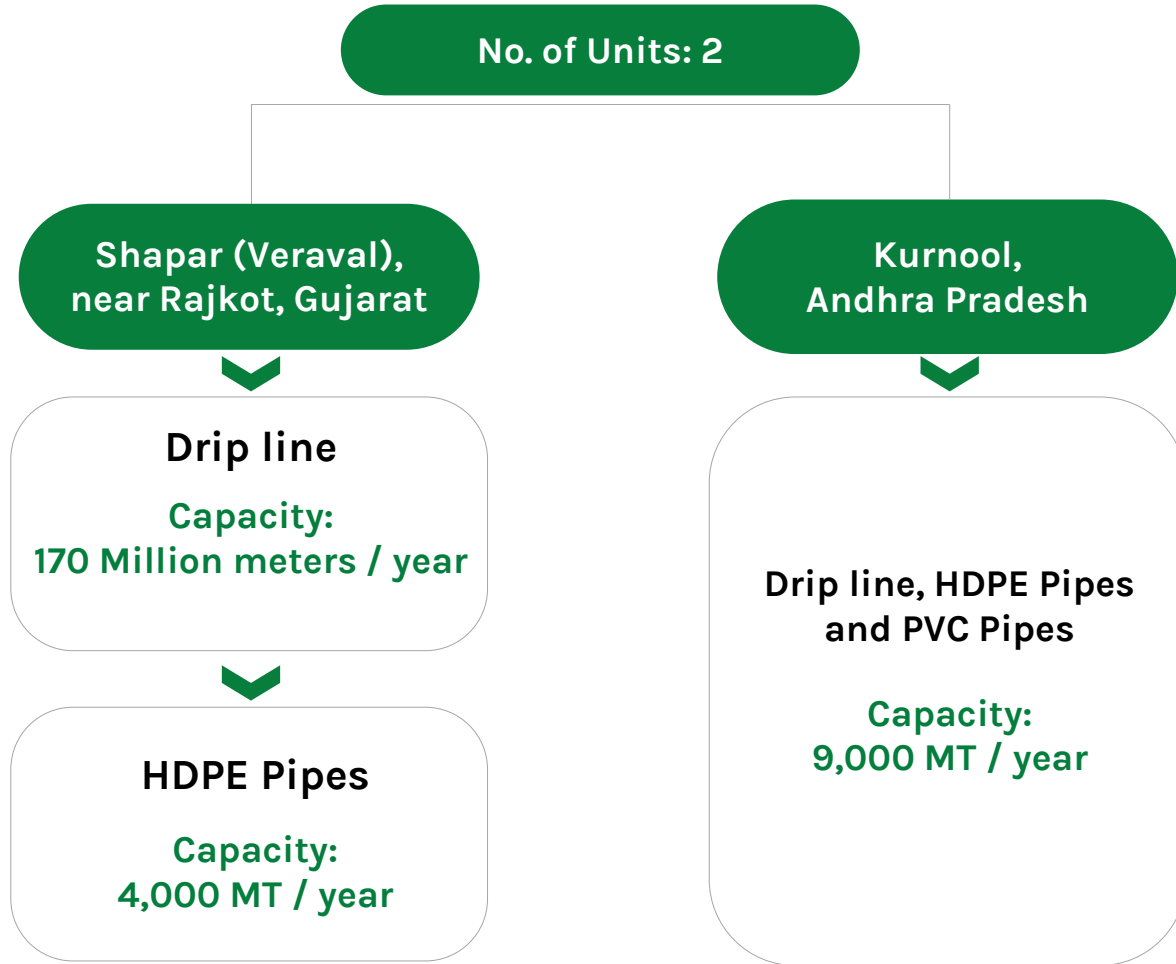 No. of Units: 2
Shapar (Veraval),
near Rajkot, Gujarat
Drip line
Capacity:
170 Million meters / year
HDPE Pipes
Capacity:
4,000 MT / year
Kurnool,
Andhra Pradesh
Drip line, HDPE Pipes
and PVC Pipes
Capacity:
9,000 MT / year